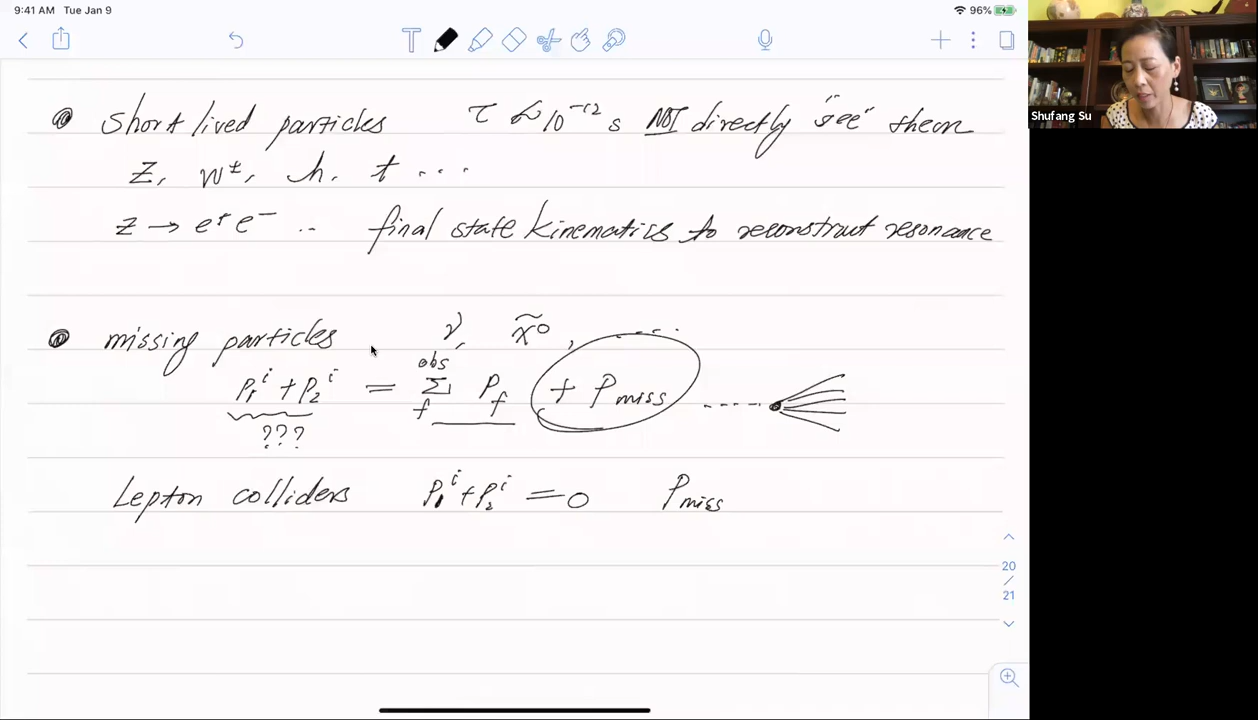 9:41 AM Tue Jan 9
96%
Shufang Su
short lived particles τ ≲ 10⁻¹² s NOT directly "see" them
Z, W±, h, t ...
Z → e⁺ e⁻ .. final state kinematics to reconstruct resonance
missing particles ν, χ̃⁰, ....
P₁ⁱ + P₂ⁱ = Σ_f^obs P_f + P_miss
???
Lepton colliders P₁ⁱ + P₂ⁱ = 0 P_miss
20
/
21